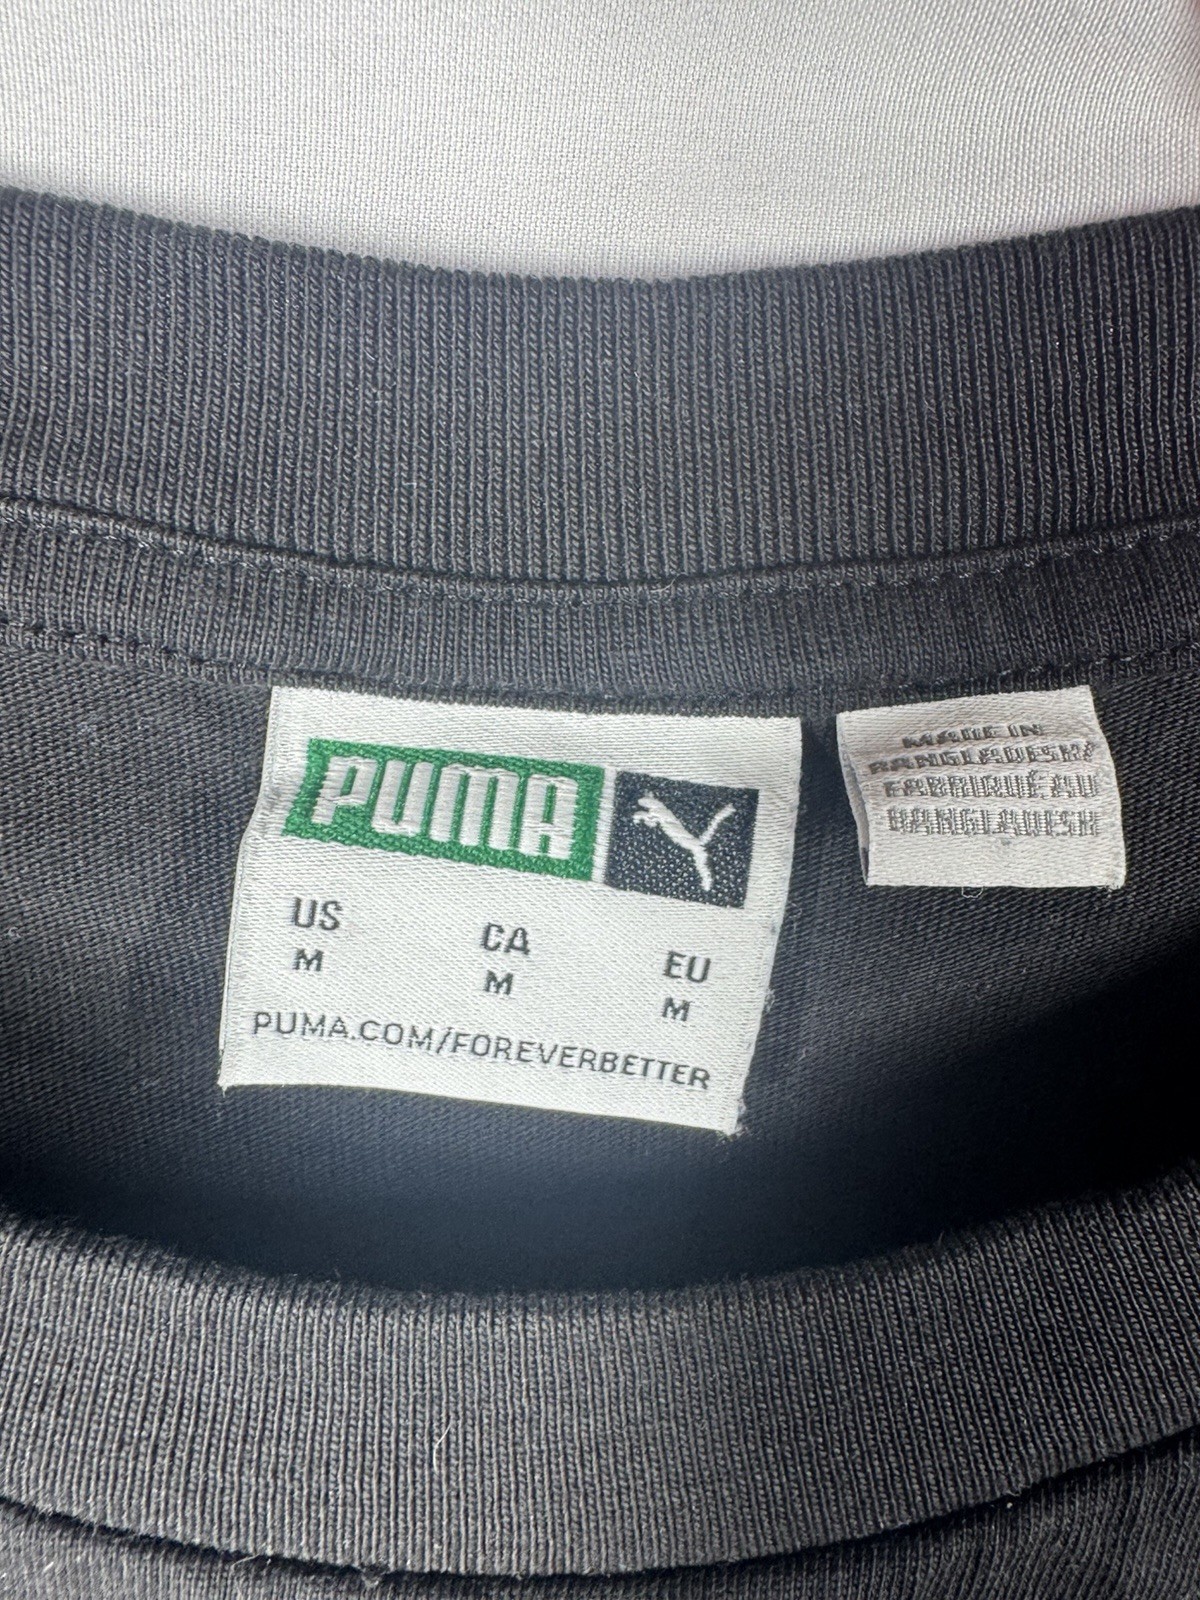 PUMA
US CA EU
M M M
PUMA.COM/FOREVERBETTER
MADE IN
BANGLADESH/
FABRIQUÉ AU
BANGLADESH